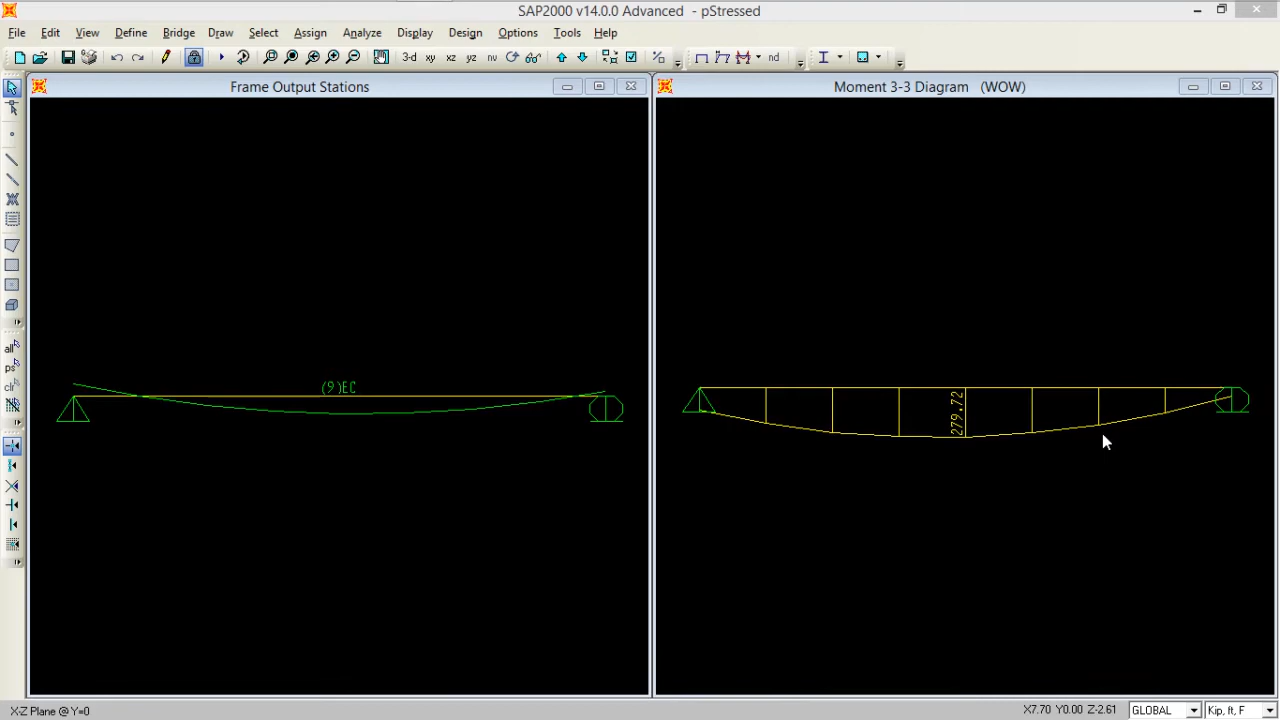 SAP2000 v14.0.0 Advanced - pStressed
File Edit View Define Bridge Draw Select Assign Analyze Display Design Options Tools Help
3-d xy xz yz nv nd
Frame Output Stations
Moment 3-3 Diagram (WOW)
all
ps
clr
(9)EC
279.72
X-Z Plane @ Y=0
X7.70 Y0.00 Z-2.61
GLOBAL
Kip, ft, F